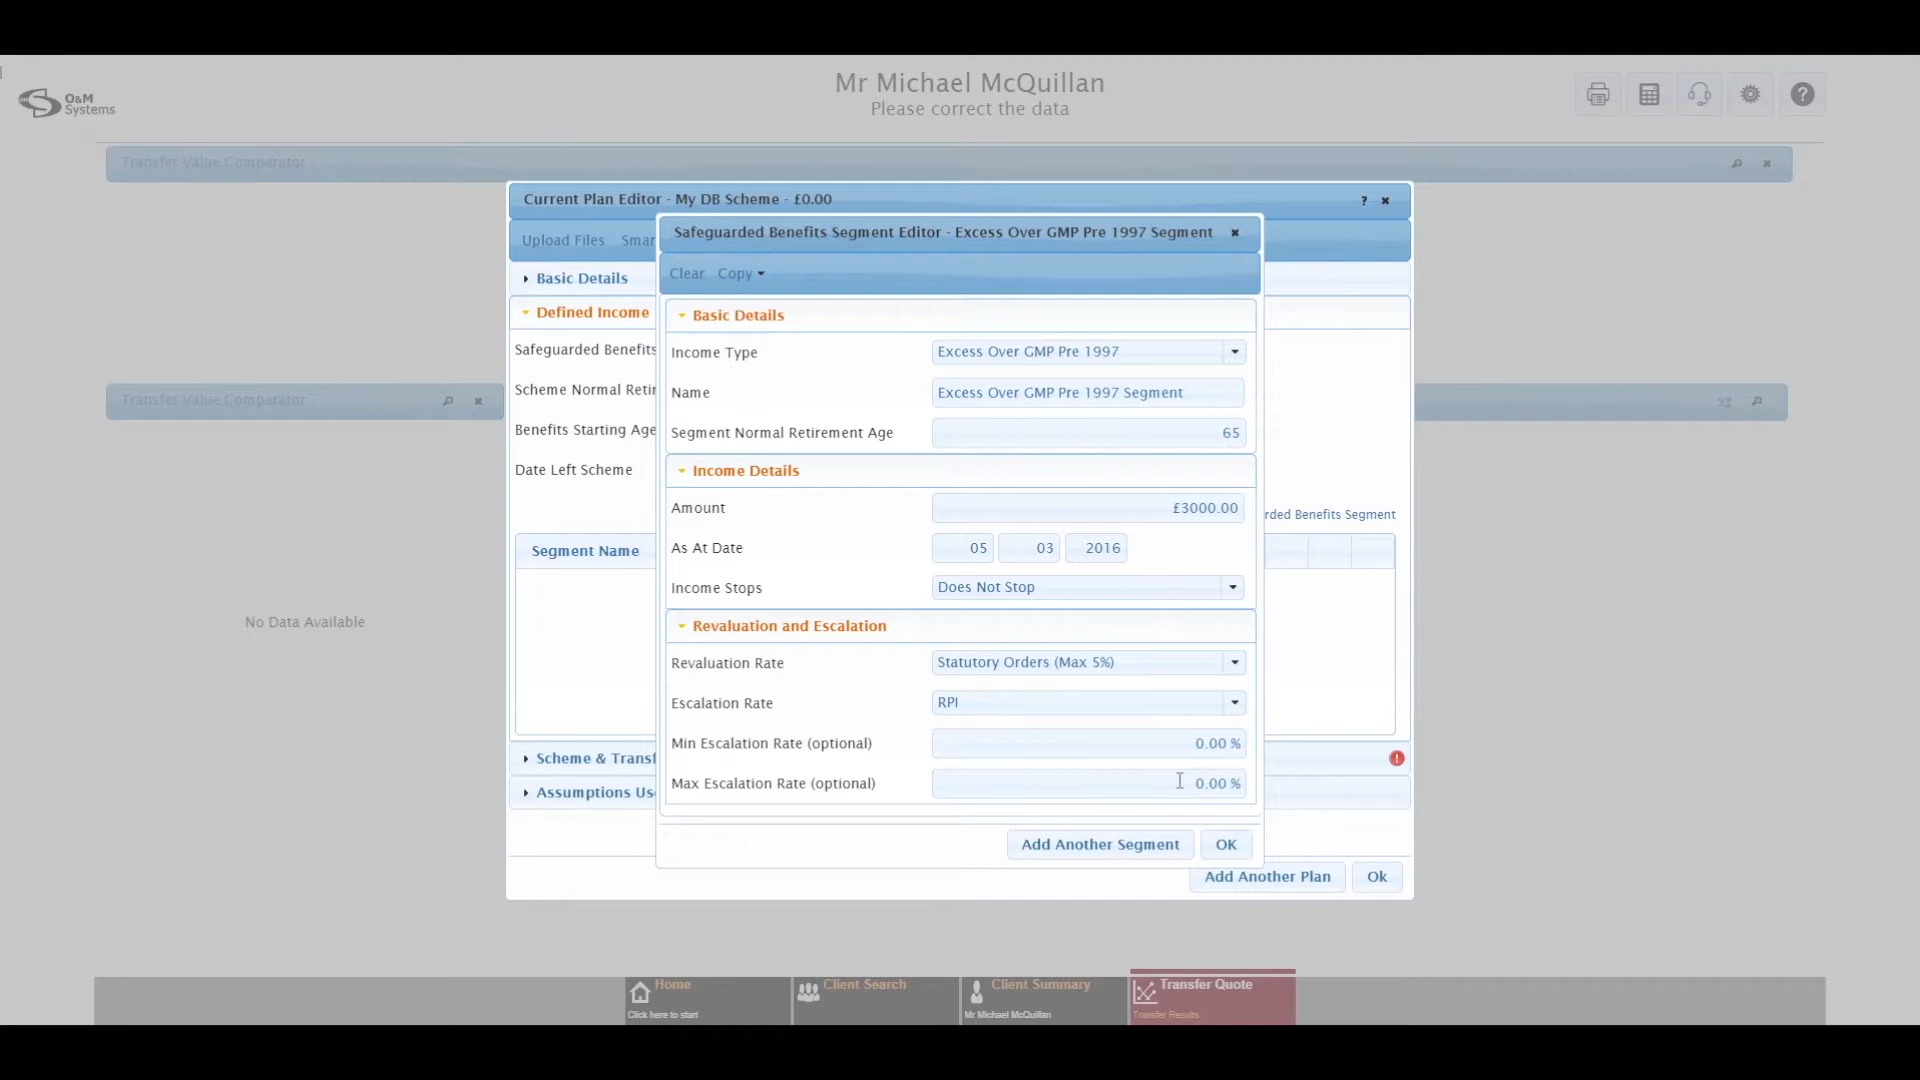 Mr Michael McQuillan
Please correct the data
O&M
Systems
?
Transfer Value Comparator
Current Plan Editor - My DB Scheme - £0.00
?
Upload Files Smar
Safeguarded Benefits Segment Editor - Excess Over GMP Pre 1997 Segment
Clear Copy
Basic Details
Defined Income
Safeguarded Benefits
Scheme Normal Retir
Benefits Starting Age
Date Left Scheme
Transfer Value Comparator
Basic Details
Income Type
Excess Over GMP Pre 1997
Name
Excess Over GMP Pre 1997 Segment
Segment Normal Retirement Age
65
Income Details
Amount
£3000.00
rded Benefits Segment
As At Date
05 03 2016
Segment Name
Income Stops
Does Not Stop
No Data Available
Revaluation and Escalation
Revaluation Rate
Statutory Orders (Max 5%)
Escalation Rate
RPI
Min Escalation Rate (optional)
0.00 %
Max Escalation Rate (optional)
0.00 %
Scheme & Transf
!
Assumptions Us
Add Another Segment
OK
Add Another Plan
Ok
Home
Click here to start
Client Search
Client Summary
Mr Michael McQuillan
Transfer Quote
Transfer Results